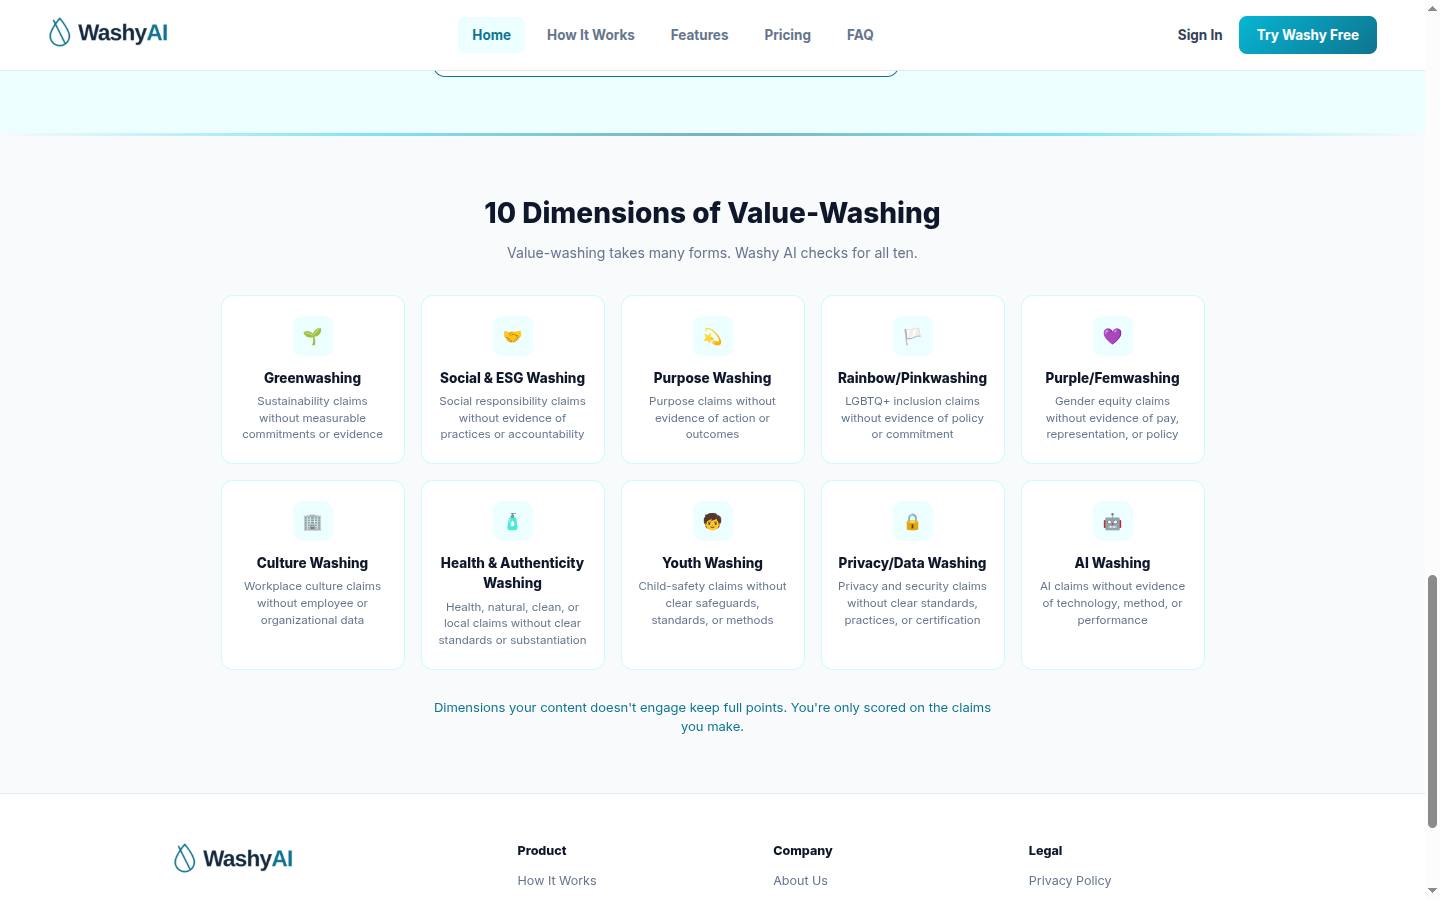 WashyAI
Home
How It Works
Features
Pricing
FAQ
Sign In
Try Washy Free
10 Dimensions of Value-Washing
Value-washing takes many forms. Washy AI checks for all ten.
Greenwashing
Sustainability claims
without measurable
commitments or evidence
Social & ESG Washing
Social responsibility claims
without evidence of
practices or accountability
Purpose Washing
Purpose claims without
evidence of action or
outcomes
Rainbow/Pinkwashing
LGBTQ+ inclusion claims
without evidence of policy
or commitment
Purple/Femwashing
Gender equity claims
without evidence of pay,
representation, or policy
Culture Washing
Workplace culture claims
without employee or
organizational data
Health & Authenticity
Washing
Health, natural, clean, or
local claims without clear
standards or substantiation
Youth Washing
Child-safety claims without
clear safeguards,
standards, or methods
Privacy/Data Washing
Privacy and security claims
without clear standards,
practices, or certification
AI Washing
AI claims without evidence
of technology, method, or
performance
Dimensions your content doesn't engage keep full points. You're only scored on the claims
you make.
WashyAI
Product
How It Works
Company
About Us
Legal
Privacy Policy